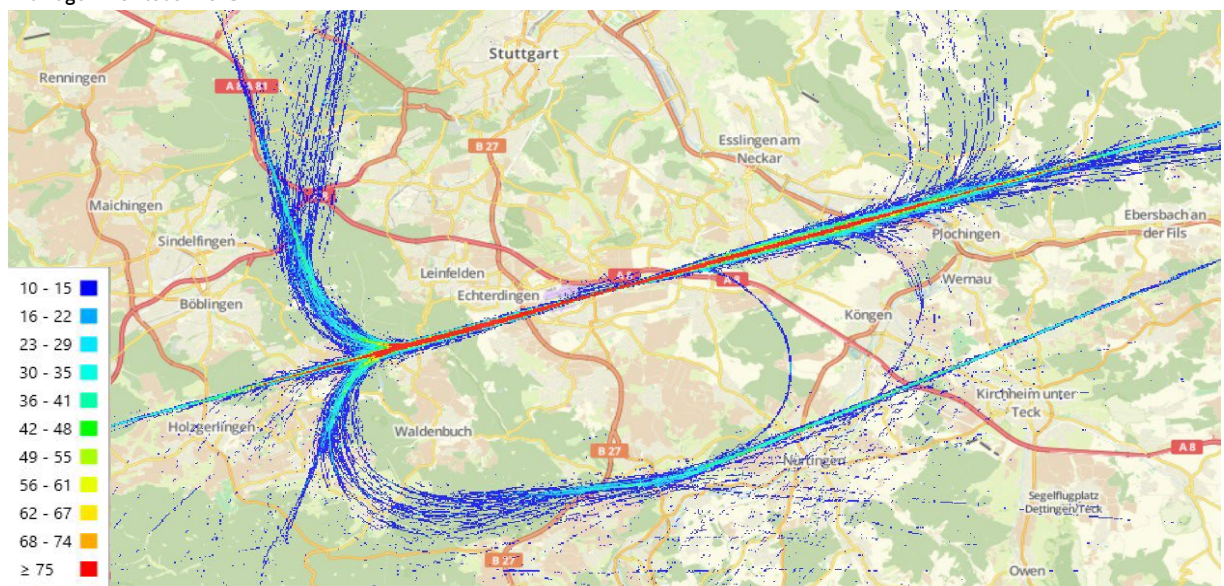 Stuttgart
Renningen
A 81
Esslingen am
Neckar
B 27
Maichingen
Ebersbach an
der Fils
Sindelfingen
Plochingen
Leinfelden
Wernau
Echterdingen
A 8
Böblingen
Köngen
Kirchheim unter
Teck
Holzgerlingen
Waldenbuch
B 27
A 8
Nürtingen
Segelflugplatz
Dettingen/Teck
B 27
Owen
10 - 15
16 - 22
23 - 29
30 - 35
36 - 41
42 - 48
49 - 55
56 - 61
62 - 67
68 - 74
≥ 75